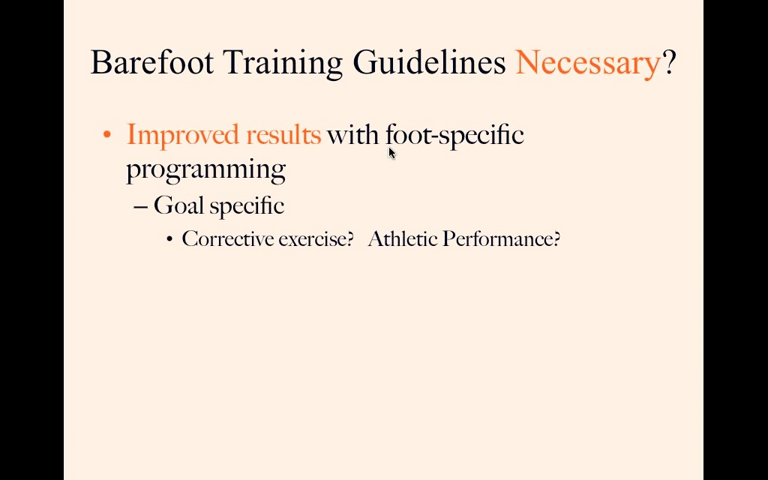 Barefoot Training Guidelines Necessary?
• Improved results with foot-specific
programming
– Goal specific
• Corrective exercise? Athletic Performance?